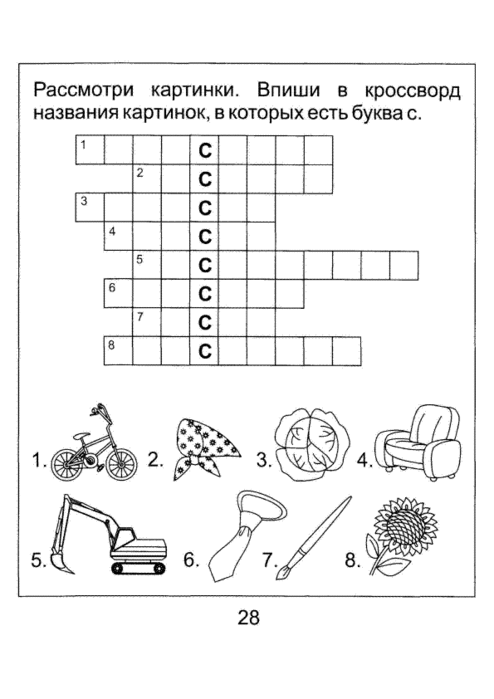 Рассмотри картинки. Впиши в кроссворд
названия картинок, в которых есть буква с.
1 С
2 С
3 С
4 С
5 С
6 С
7 С
8 С
1. 2. 3. 4.
5. 6. 7. 8.
28